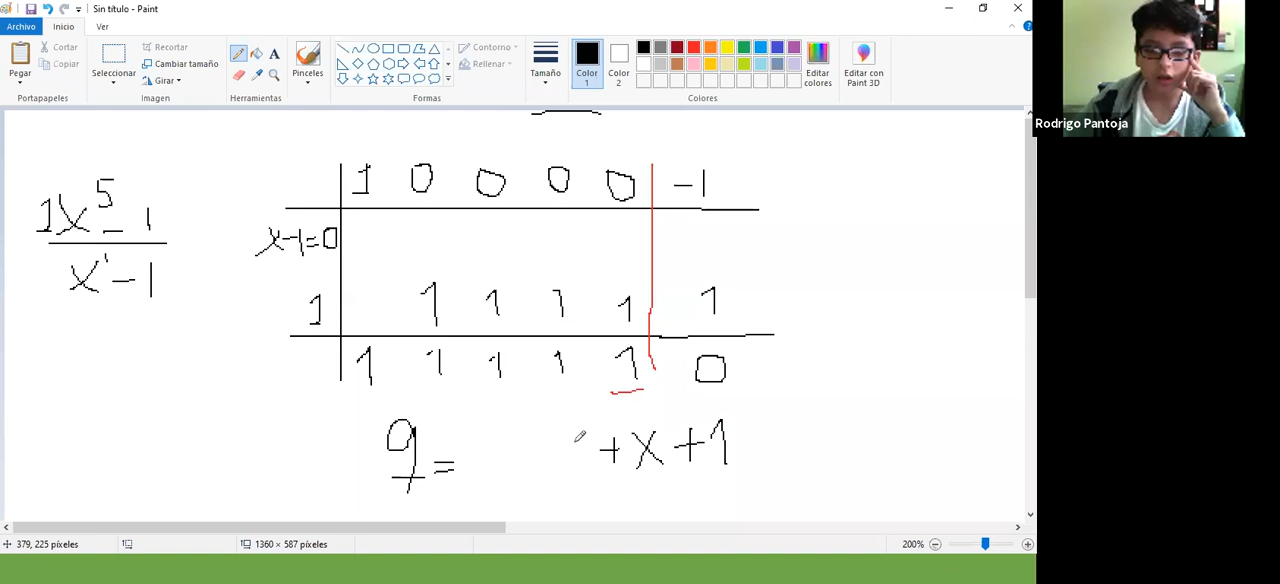 Sin título - Paint
Archivo Inicio Ver
Pegar
Cortar
Copiar
Portapapeles
Seleccionar
Recortar
Cambiar tamaño
Girar
Imagen
A
Herramientas
Pinceles
Contorno
Rellenar
Formas
Tamaño
Color 1
Color 2
Editar colores
Colores
Editar con Paint 3D
Rodrigo Pantoja
1x⁵ - 1
x¹ - 1
1 0 0 0 0 -1
x-1=0
1 1 1 1 1 1
1 1 1 1 1 0
q = + x + 1
379, 225 píxeles
1360 × 587 píxeles
200%